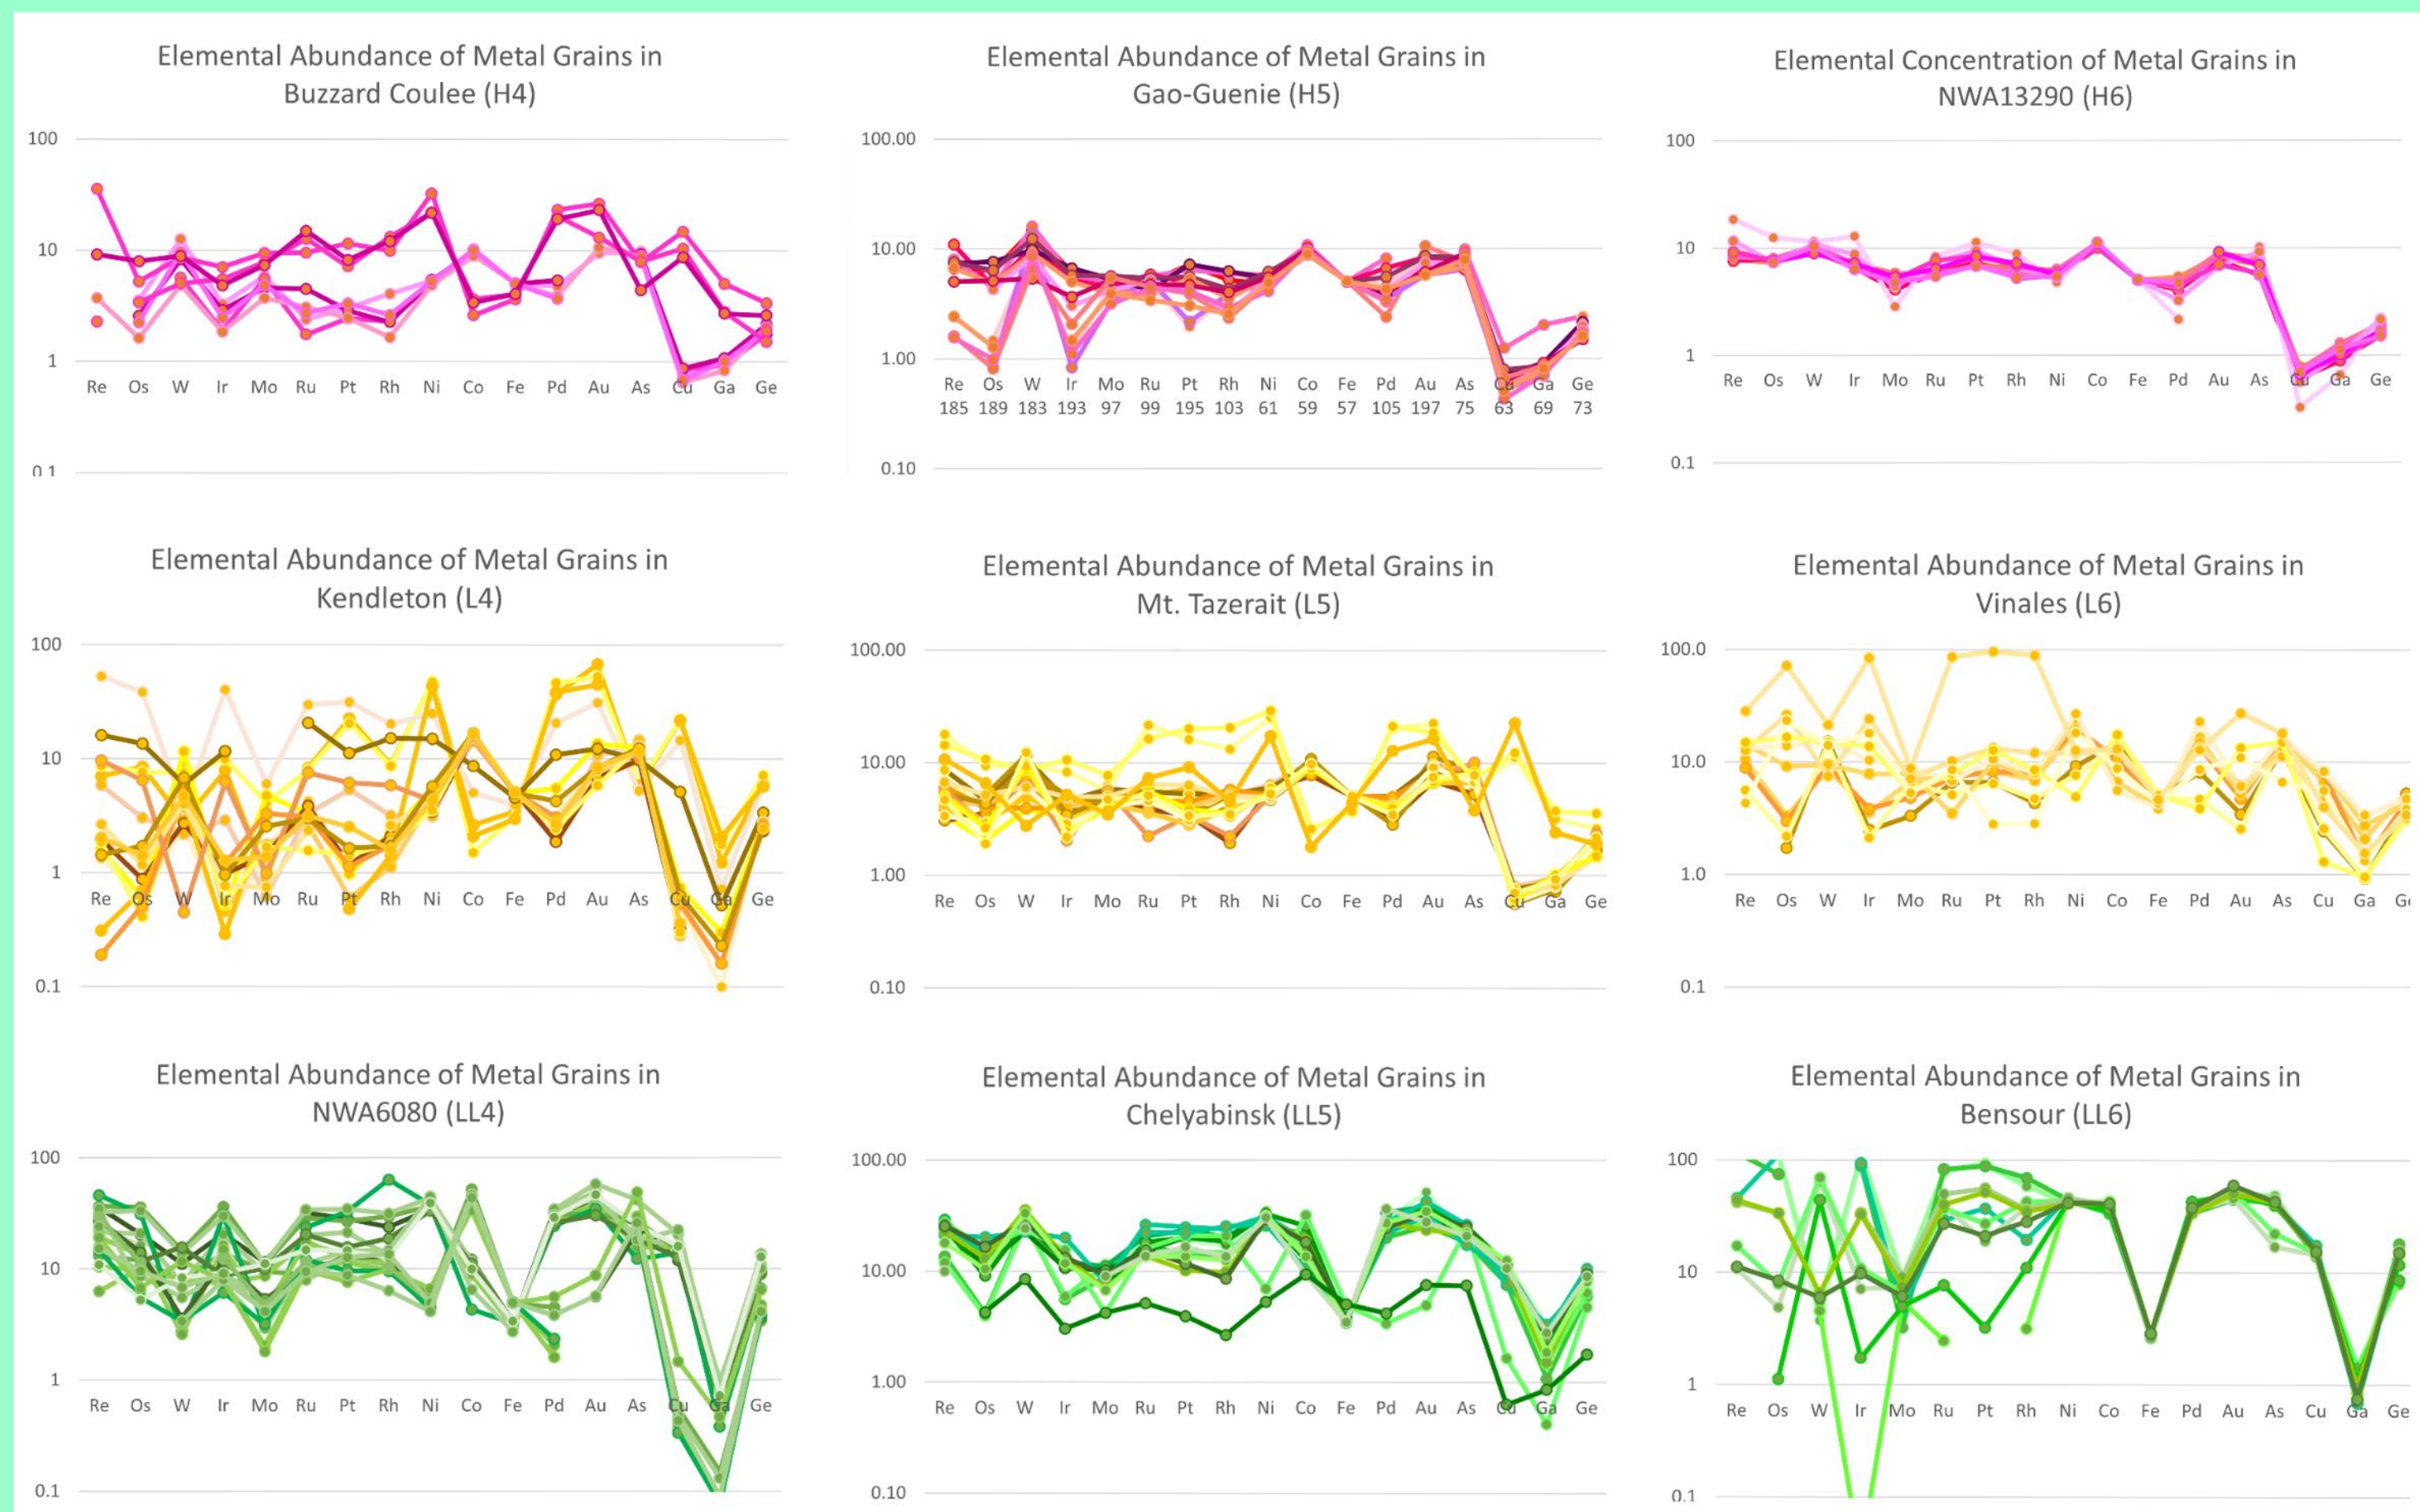 Elemental Abundance of Metal Grains in
Buzzard Coulee (H4)
100
10
1
0.1
Re Os W Ir Mo Ru Pt Rh Ni Co Fe Pd Au As Cu Ga Ge
Elemental Abundance of Metal Grains in
Gao-Guenie (H5)
100.00
10.00
1.00
0.10
Re Os W Ir Mo Ru Pt Rh Ni Co Fe Pd Au As Cu Ga Ge
185 189 183 193 97 99 195 103 61 59 57 105 197 75 63 69 73
Elemental Concentration of Metal Grains in
NWA13290 (H6)
100
10
1
0.1
Re Os W Ir Mo Ru Pt Rh Ni Co Fe Pd Au As Cu Ga Ge
Elemental Abundance of Metal Grains in
Kendleton (L4)
100
10
1
0.1
Re Os W Ir Mo Ru Pt Rh Ni Co Fe Pd Au As Cu Ga Ge
Elemental Abundance of Metal Grains in
Mt. Tazerait (L5)
100.00
10.00
1.00
0.10
Re Os W Ir Mo Ru Pt Rh Ni Co Fe Pd Au As Cu Ga Ge
Elemental Abundance of Metal Grains in
Vinales (L6)
100.0
10.0
1.0
0.1
Re Os W Ir Mo Ru Pt Rh Ni Co Fe Pd Au As Cu Ga Ge
Elemental Abundance of Metal Grains in
NWA6080 (LL4)
100
10
1
0.1
Re Os W Ir Mo Ru Pt Rh Ni Co Fe Pd Au As Cu Ga Ge
Elemental Abundance of Metal Grains in
Chelyabinsk (LL5)
100.00
10.00
1.00
0.10
Re Os W Ir Mo Ru Pt Rh Ni Co Fe Pd Au As Cu Ga Ge
Elemental Abundance of Metal Grains in
Bensour (LL6)
100
10
1
0.1
Re Os W Ir Mo Ru Pt Rh Ni Co Fe Pd Au As Cu Ga Ge